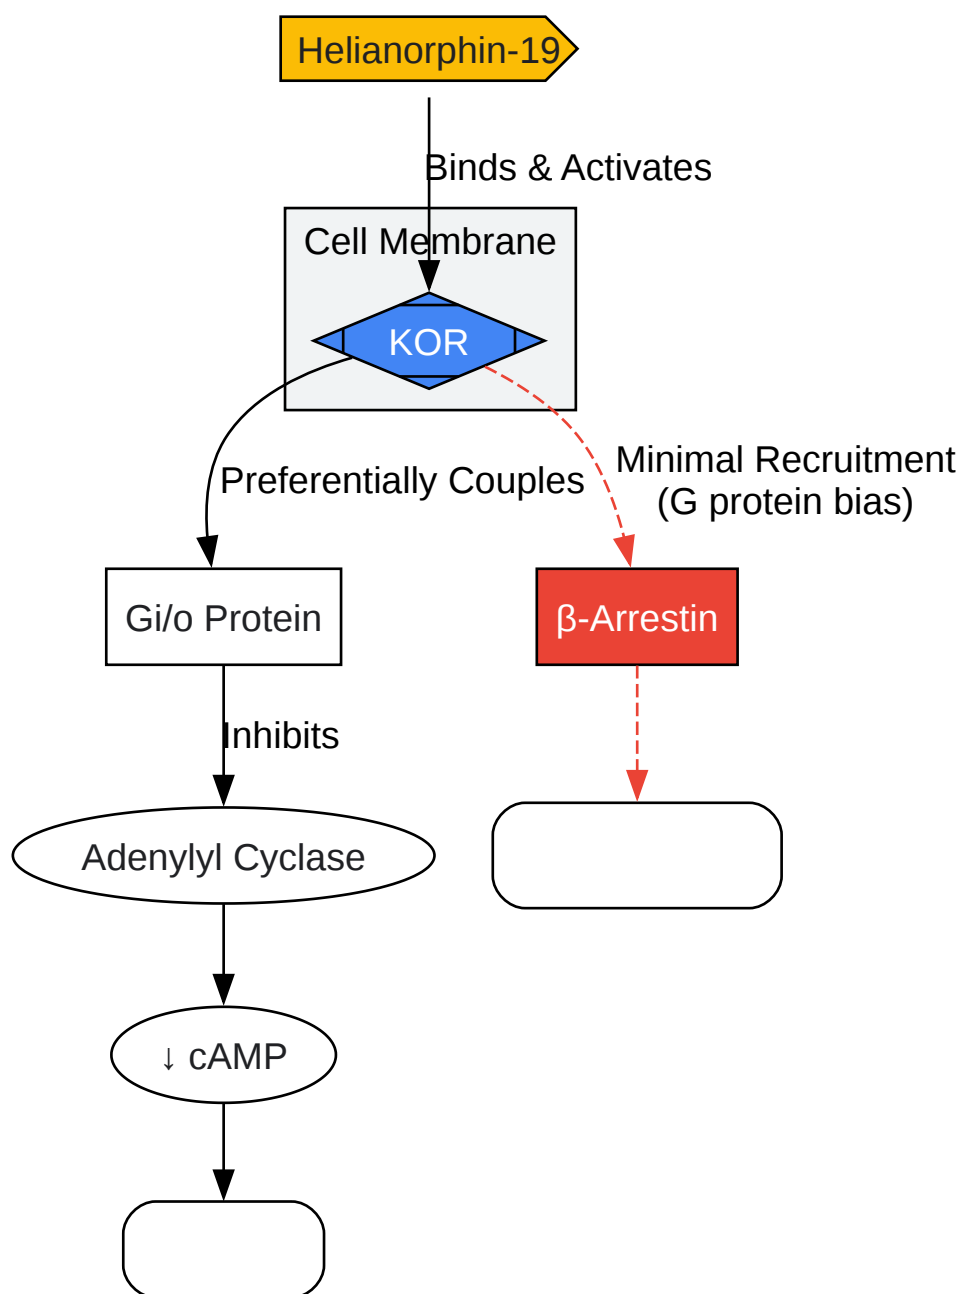 Helianorphin-19
Binds & Activates
Cell Membrane
KOR
Preferentially Couples
Minimal Recruitment
(G protein bias)
Gi/o Protein
β-Arrestin
Inhibits
Adenylyl Cyclase
↓ cAMP